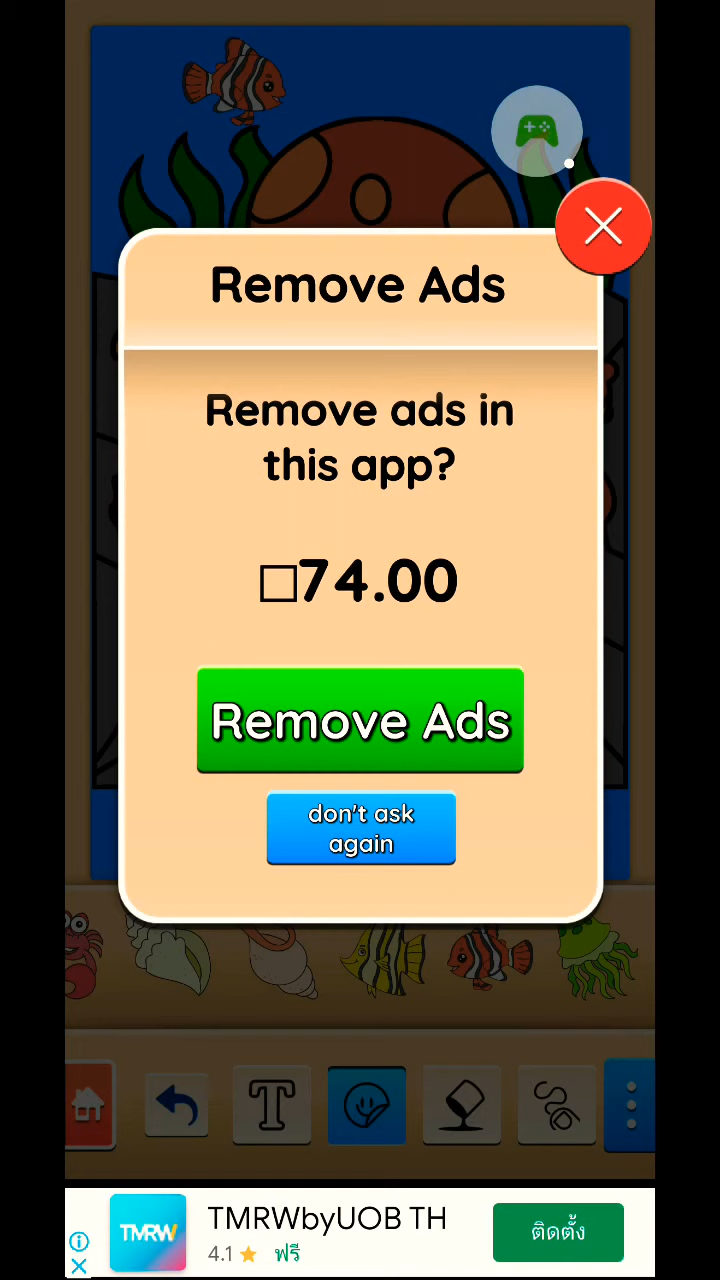 Remove Ads
Remove ads in
this app?
□74.00
Remove Ads
don't ask
again
T
TMRW
TMRWbyUOB TH
4.1 ★ ฟรี
ติดตั้ง